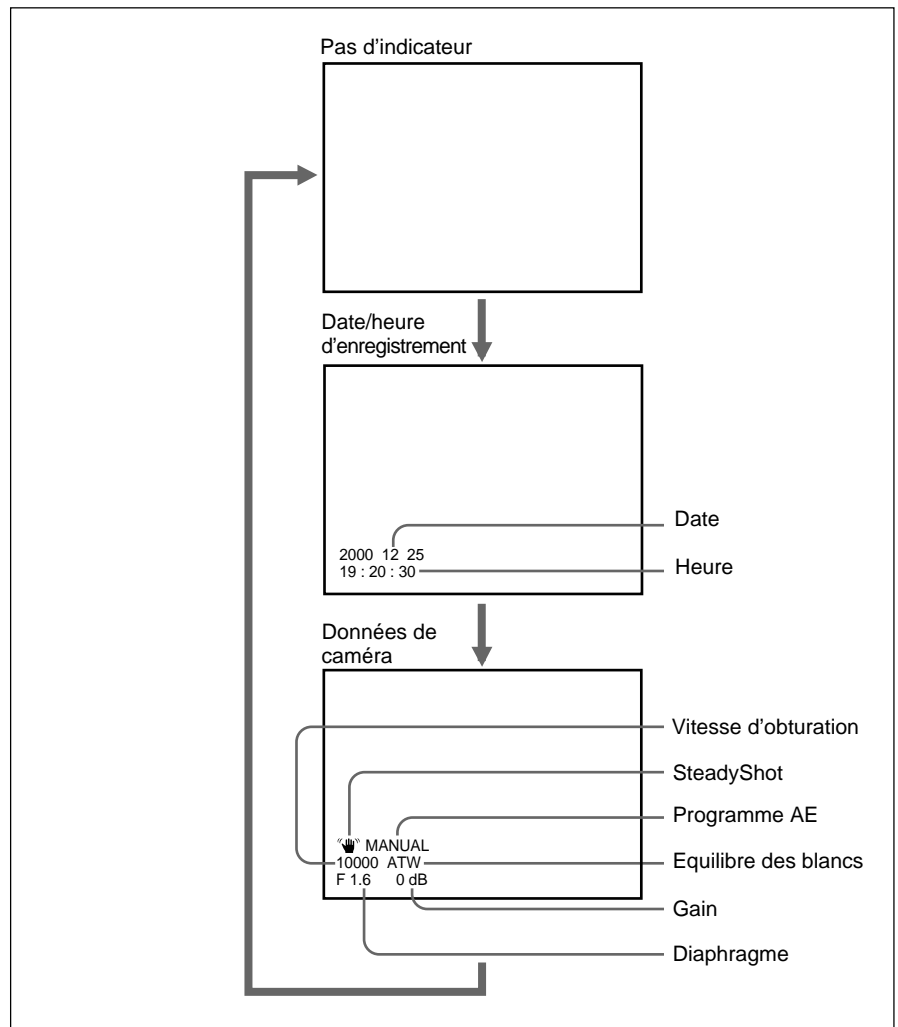 Pas d'indicateur
Date/heure
d'enregistrement
Date
2000 12 25
19 : 20 : 30
Heure
Données de
caméra
Vitesse d'obturation
SteadyShot
Programme AE
MANUAL
10000 ATW
Equilibre des blancs
F 1.6 0 dB
Gain
Diaphragme